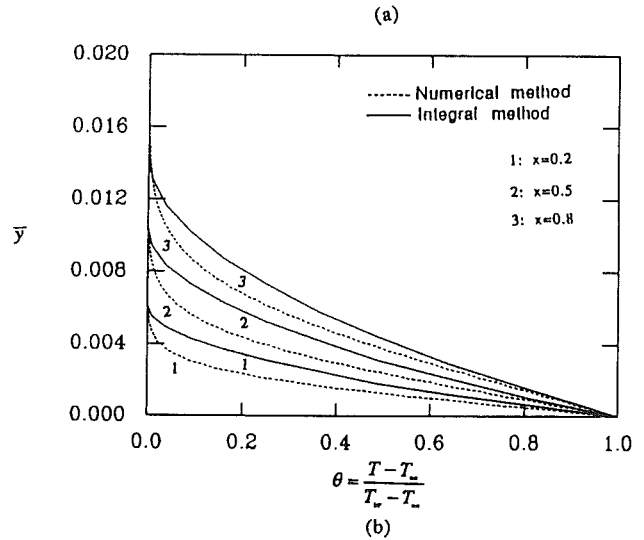 (a)
0.020
Numerical method
Integral method
0.016
1: x=0.2
2: x=0.5
3: x=0.8
0.012
ȳ
3
3
0.008
2
2
0.004
1
1
0.000
0.0 0.2 0.4 0.6 0.8 1.0
θ = (T − T∞) / (Tw − T∞)
(b)